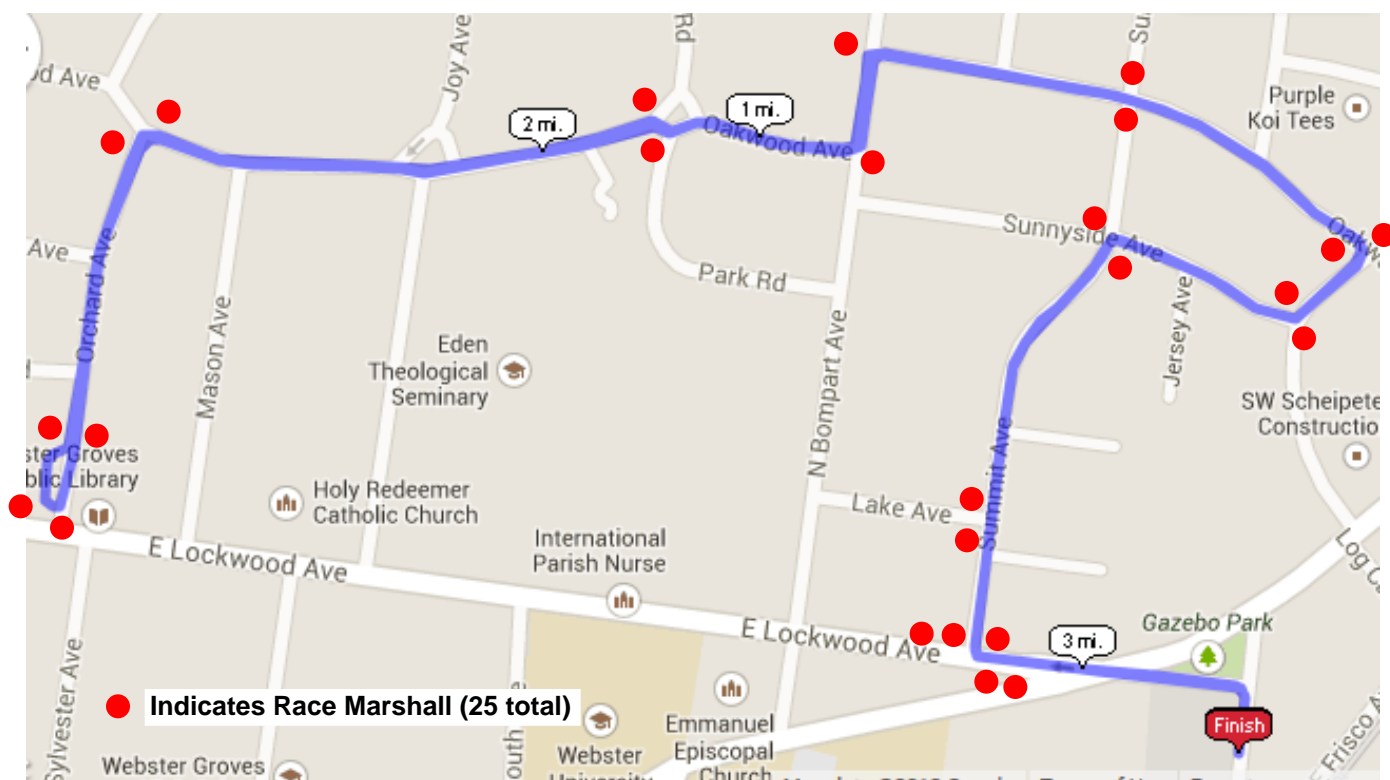 od Ave
Joy Ave
Rd
Su
Purple
Koi Tees
2 mi.
1 mi.
Oakwood Ave
Sunnyside Ave
Oakw
Ave
Orchard Ave
Mason Ave
Park Rd
Jersey Ave
N Bompart Ave
Eden
Theological
Seminary
SW Scheipete
Constructio
ster Groves
blic Library
Holy Redeemer
Catholic Church
Lake Ave
Summit Ave
International
Parish Nurse
Log Ca
E Lockwood Ave
E Lockwood Ave
Gazebo Park
3 mi.
Sylvester Ave
Indicates Race Marshall (25 total)
Emmanuel
Episcopal
Church
Finish
Frisco Av
Webster
Webster Groves